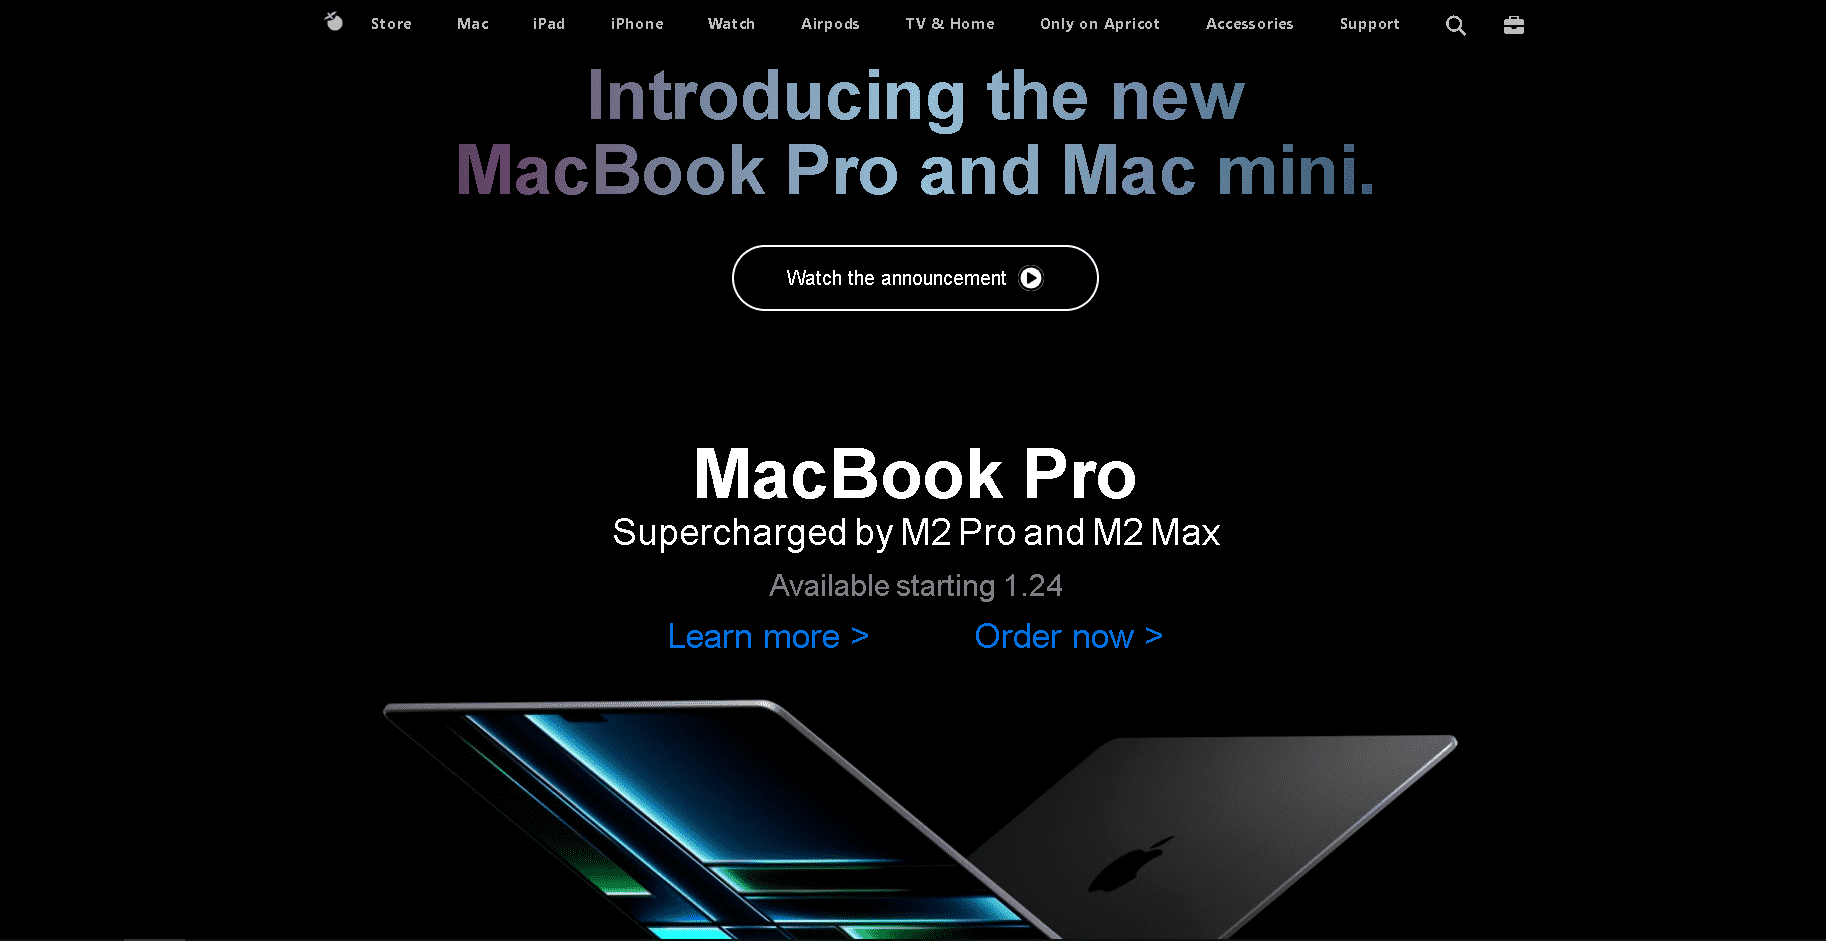 Store Mac iPad iPhone Watch Airpods TV & Home Only on Apricot Accessories Support
Introducing the new
MacBook Pro and Mac mini.
Watch the announcement
MacBook Pro
Supercharged by M2 Pro and M2 Max
Available starting 1.24
Learn more > Order now >